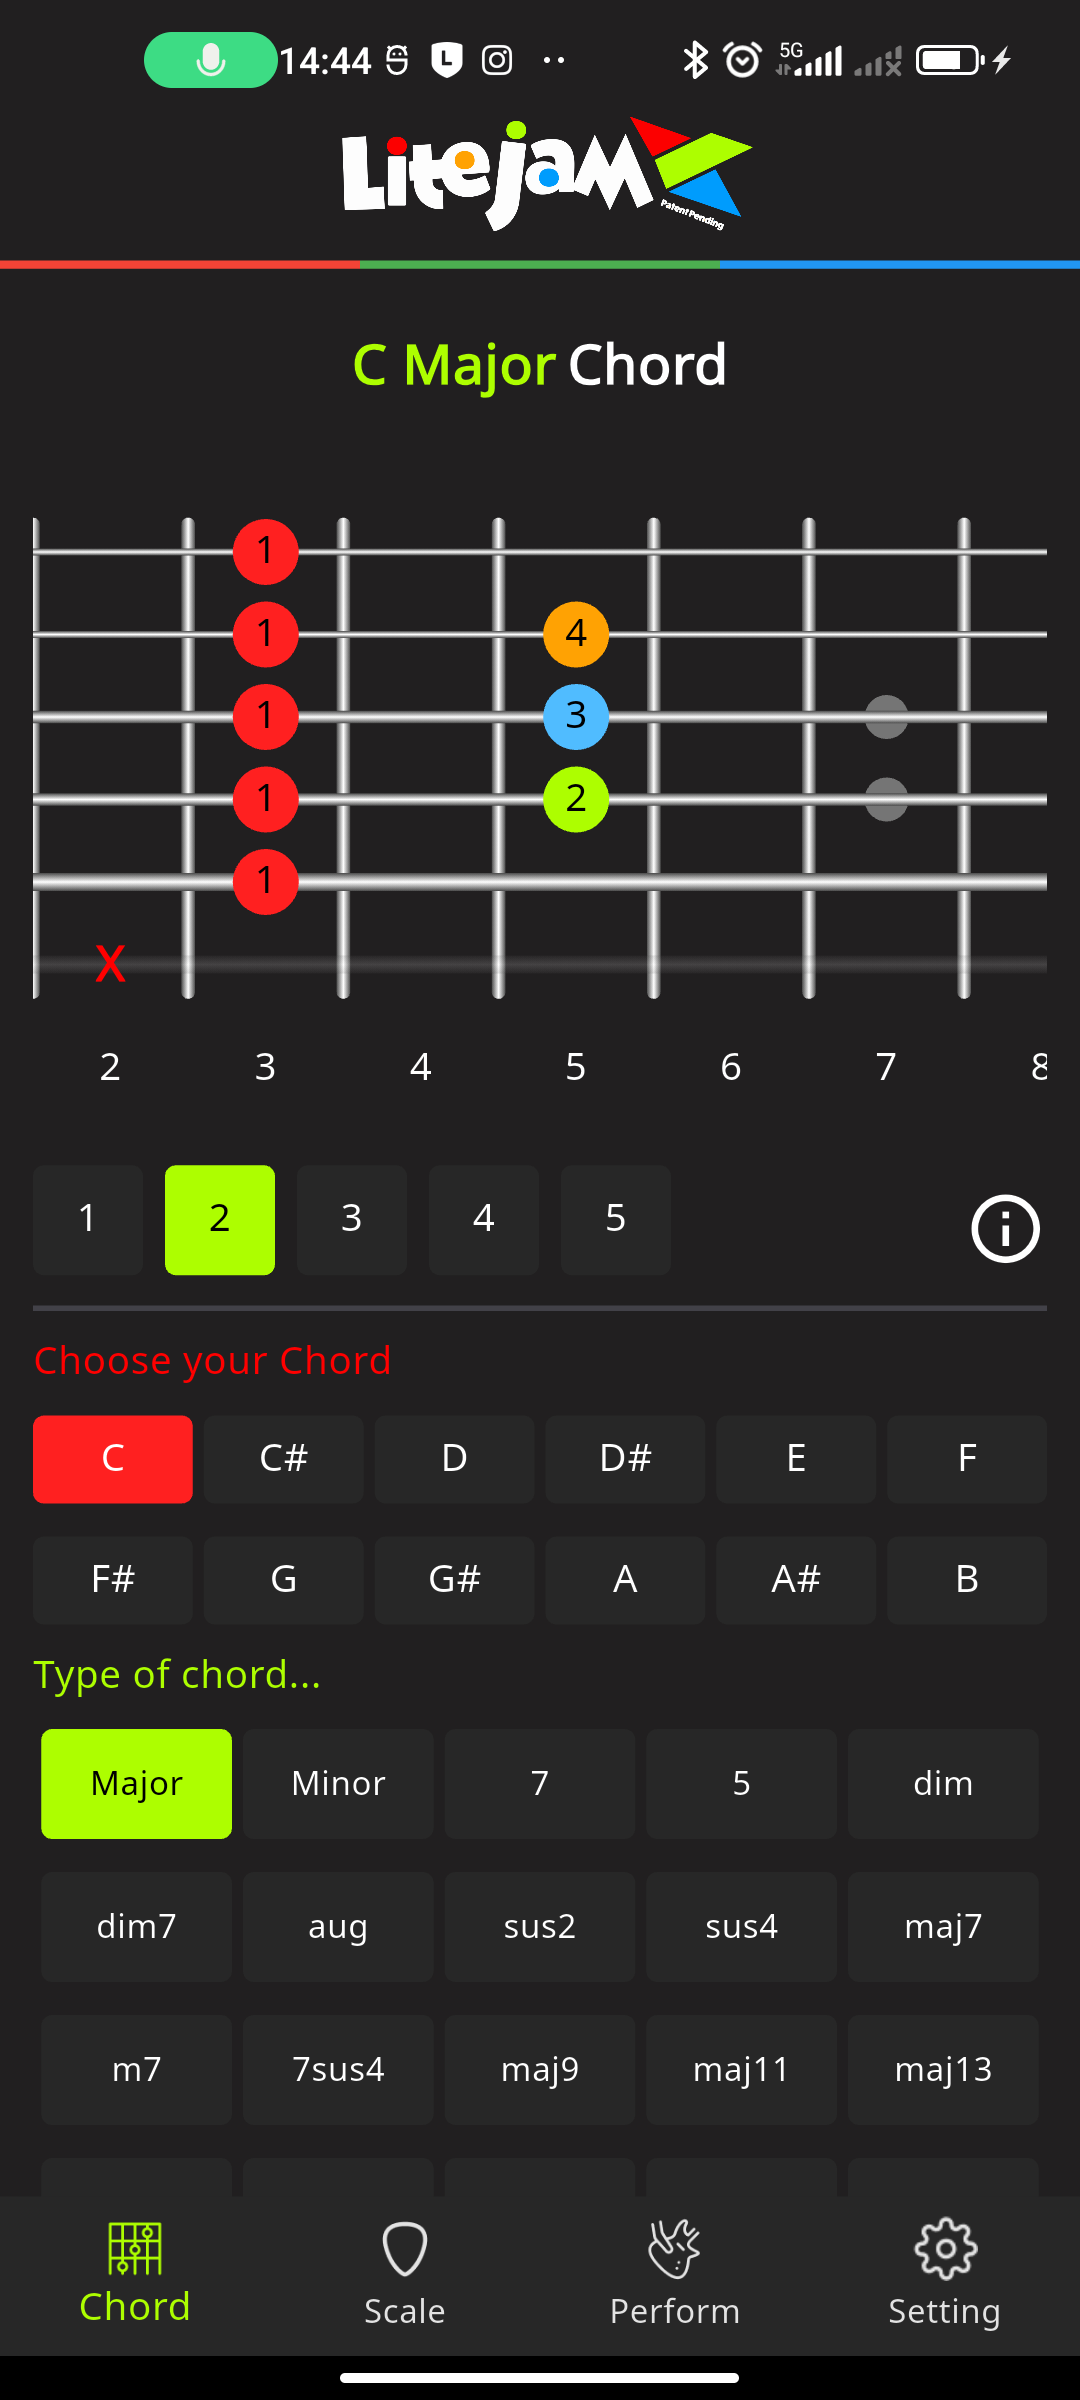 14:44 5G
LiteJam
Patent Pending
C Major Chord
1
1 4
1 3
1 2
1
X
2 3 4 5 6 7 8
1 2 3 4 5
Choose your Chord
C C# D D# E F
F# G G# A A# B
Type of chord...
Major Minor 7 5 dim
dim7 aug sus2 sus4 maj7
m7 7sus4 maj9 maj11 maj13
Chord Scale Perform Setting